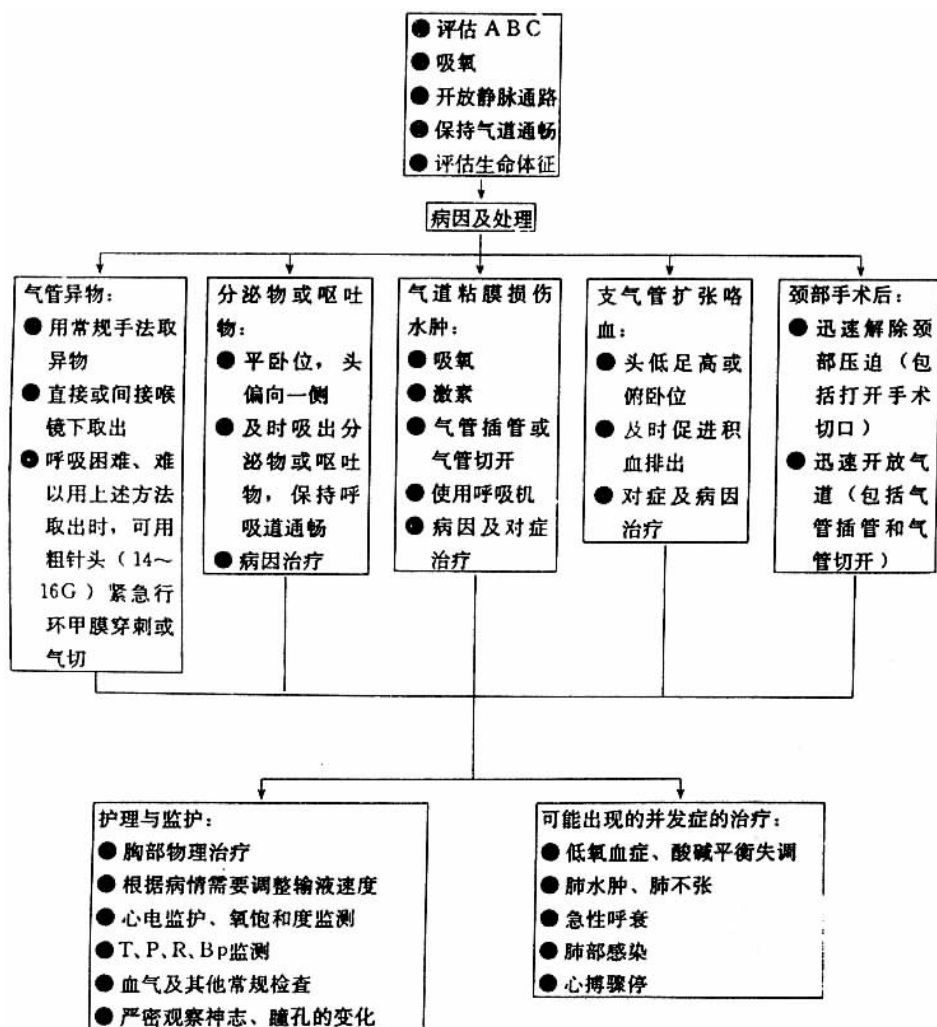 ● 评估 A B C
● 吸氧
● 开放静脉通路
● 保持气道通畅
● 评估生命体征
病因及处理
气管异物：
● 用常规手法取
异物
● 直接或间接喉
镜下取出
● 呼吸困难、难
以用上述方法
取出时，可用
粗针头（14～
16G）紧急行
环甲膜穿刺或
气切
分泌物或呕吐
物：
● 平卧位，头
偏向一侧
● 及时吸出分
泌物或呕吐
物，保持呼
吸道通畅
● 病因治疗
气道粘膜损伤
水肿：
● 吸氧
● 激素
● 气管插管或
气管切开
● 使用呼吸机
● 病因及对症
治疗
支气管扩张咯
血：
● 头低足高或
俯卧位
● 及时促进积
血排出
● 对症及病因
治疗
颈部手术后：
● 迅速解除颈
部压迫（包
括打开手术
切口）
● 迅速开放气
道（包括气
管插管和气
管切开）
护理与监护：
● 胸部物理治疗
● 根据病情需要调整输液速度
● 心电监护、氧饱和度监测
● T、P、R、Bp监测
● 血气及其他常规检查
● 严密观察神志、瞳孔的变化
可能出现的并发症的治疗：
● 低氧血症、酸碱平衡失调
● 肺水肿、肺不张
● 急性呼衰
● 肺部感染
● 心搏骤停